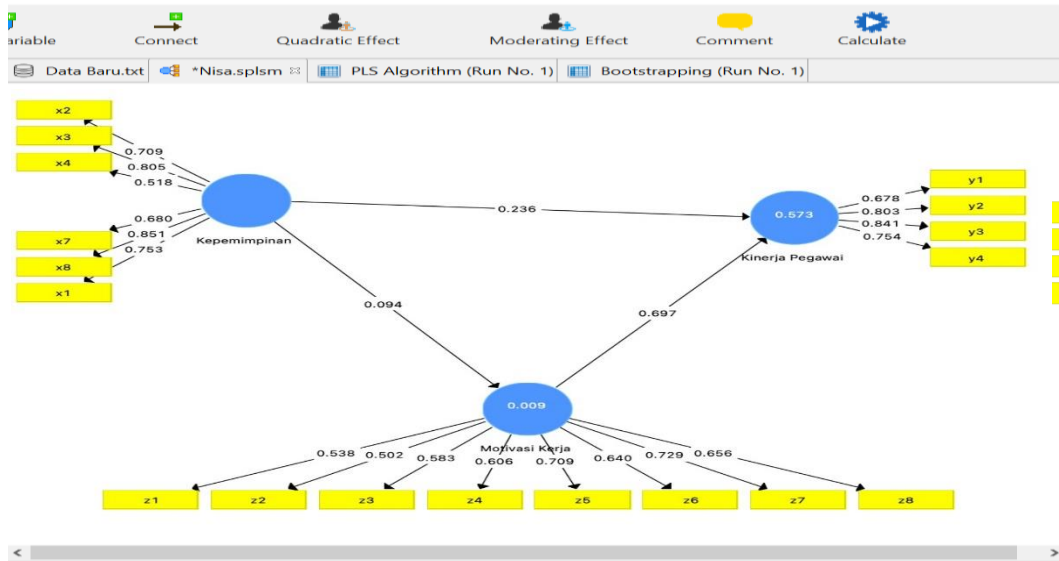 ariable Connect Quadratic Effect Moderating Effect Comment Calculate
Data Baru.txt *Nisa.splsm PLS Algorithm (Run No. 1) Bootstrapping (Run No. 1)
x2
x3
x4
0.709
0.805
0.518
0.680
0.851
0.753
x7
x8
x1
Kepemimpinan
0.236
0.573
Kinerja Pegawai
0.678
0.803
0.841
0.754
y1
y2
y3
y4
0.094
0.697
0.009
Motivasi Kerja
0.538 0.502 0.583 0.606 0.709 0.640 0.729 0.656
z1 z2 z3 z4 z5 z6 z7 z8